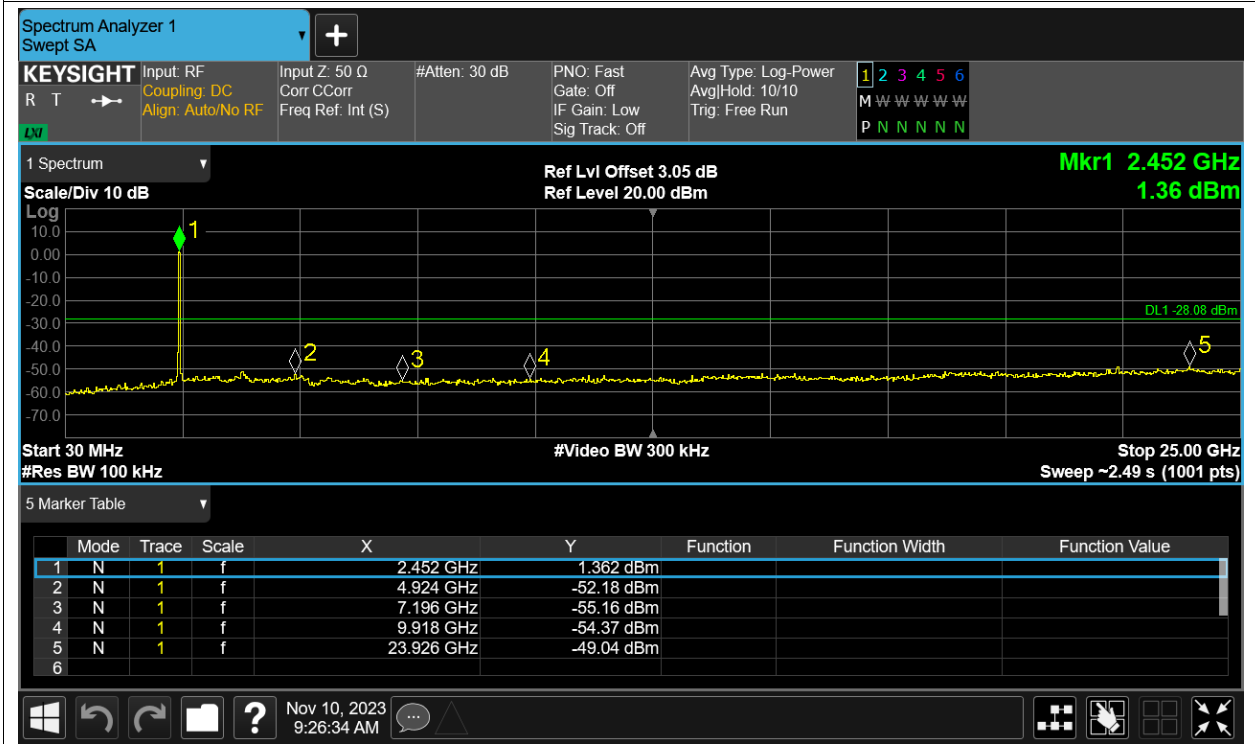 Spectrum Analyzer 1
Swept SA
+
KEYSIGHT Input: RF Input Z: 50 Ω #Atten: 30 dB PNO: Fast Avg Type: Log-Power 1 2 3 4 5 6
R T Coupling: DC Corr CCorr Gate: Off Avg|Hold: 10/10 M W W W W W
Align: Auto/No RF Freq Ref: Int (S) IF Gain: Low Trig: Free Run
LXI Sig Track: Off P N N N N N
1 Spectrum Ref Lvl Offset 3.05 dB Mkr1 2.452 GHz
Scale/Div 10 dB Ref Level 20.00 dBm 1.36 dBm
Log
10.0 1
0.00
-10.0
-20.0
DL1 -28.08 dBm
-30.0
-40.0
2 3 4 5
-50.0
-60.0
-70.0
Start 30 MHz #Video BW 300 kHz Stop 25.00 GHz
#Res BW 100 kHz Sweep ~2.49 s (1001 pts)
5 Marker Table
Mode Trace Scale X Y Function Function Width Function Value
1 N 1 f 2.452 GHz 1.362 dBm
2 N 1 f 4.924 GHz -52.18 dBm
3 N 1 f 7.196 GHz -55.16 dBm
4 N 1 f 9.918 GHz -54.37 dBm
5 N 1 f 23.926 GHz -49.04 dBm
6
? Nov 10, 2023
9:26:34 AM